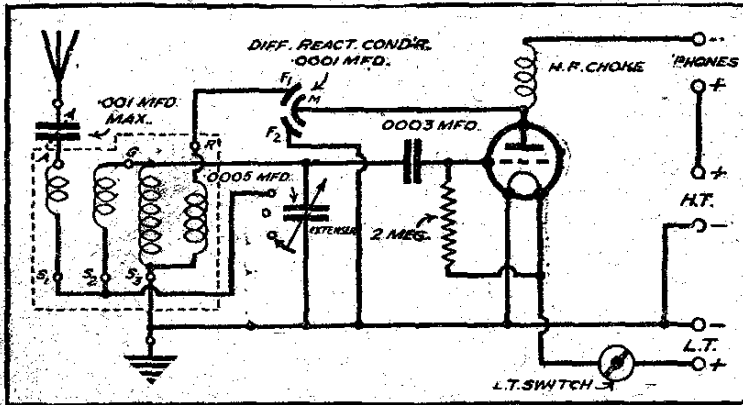 DIFF. REACT. COND'R.
.0001 MFD.
F1
M
F2
H.F. CHOKE
PHONES
-
+
.001 MFD.
MAX.
A
A1
G
R
.0005 MFD.
EXTENSER
.0003 MFD.
2 MEG.
+
H.T.
-
S1
S2
S3
-
L.T.
+
L.T. SWITCH